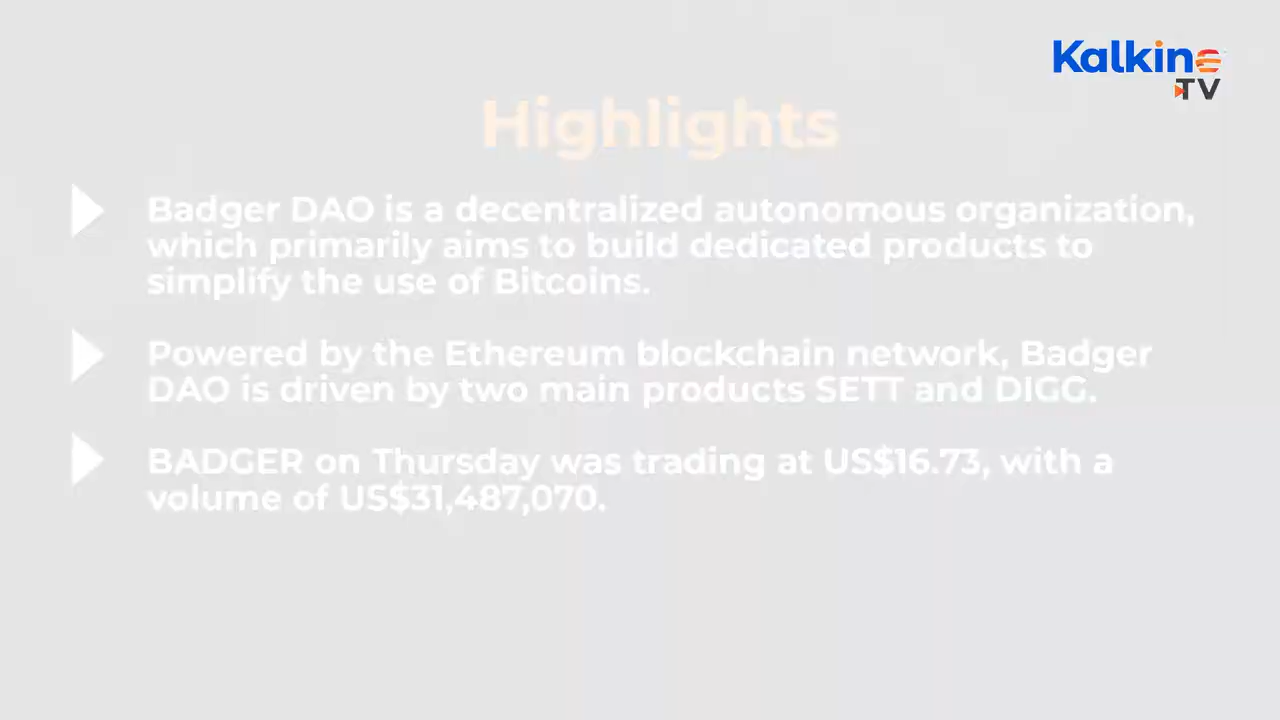 Kalkine
TV
Highlights
Badger DAO is a decentralized autonomous organization,
which primarily aims to build dedicated products to
simplify the use of Bitcoins.
Powered by the Ethereum blockchain network, Badger
DAO is driven by two main products SETT and DIGG.
BADGER on Thursday was trading at US$16.73, with a
volume of US$31,487,070.